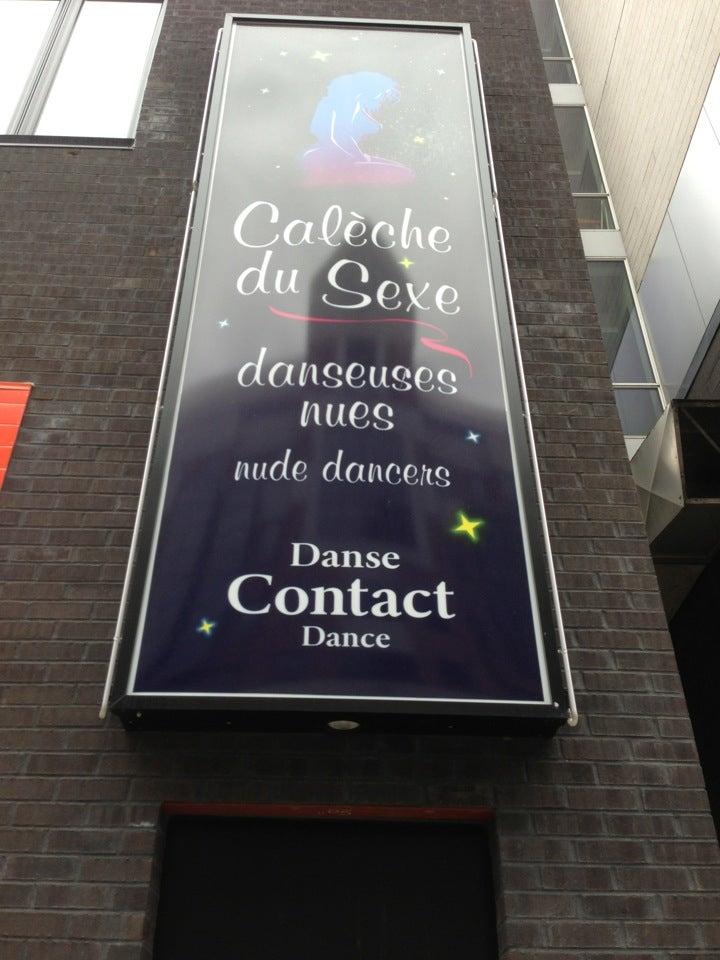 Calèche
du Sexe
danseuses
nues
nude dancers
Danse
Contact
Dance